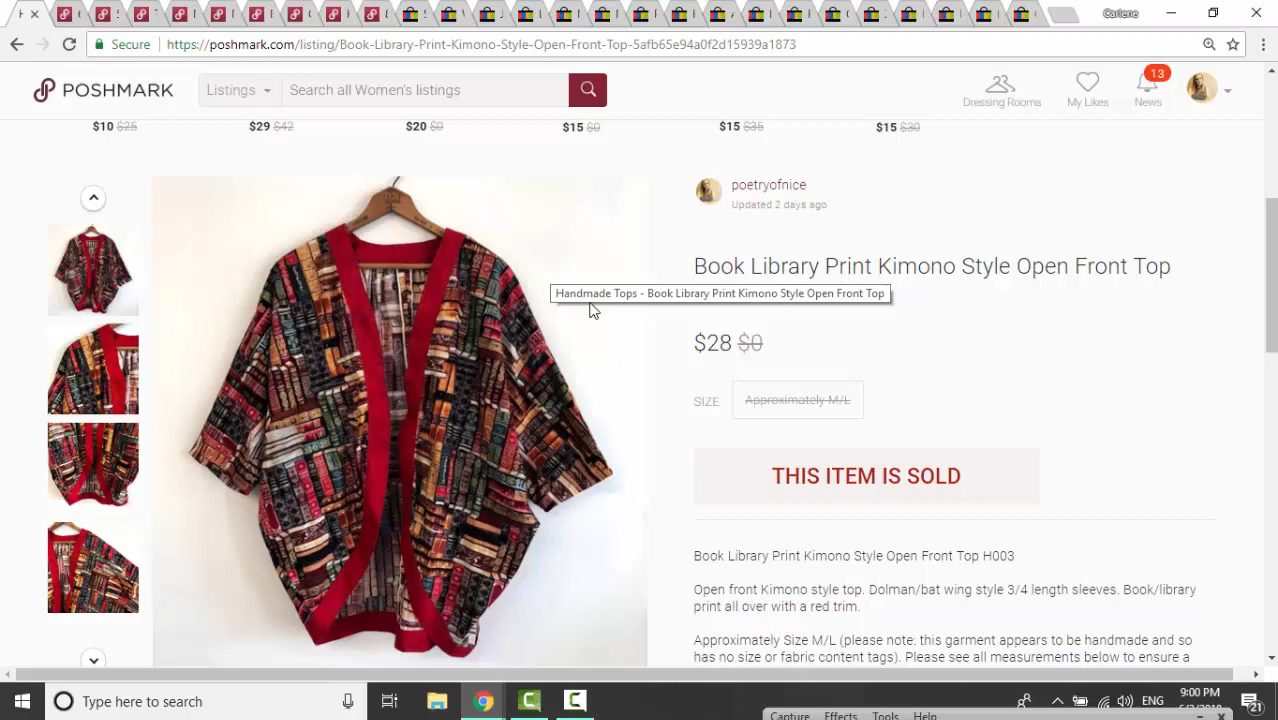 Carlene
Secure https://poshmark.com/listing/Book-Library-Print-Kimono-Style-Open-Front-Top-5afb65e94a0f2d15939a1873
POSHMARK
Listings
Search all Women's listings
Dressing Rooms
My Likes
13
News
$10 $25
$29 $42
$20 $0
$15 $0
$15 $35
$15 $30
poetryofnice
Updated 2 days ago
Book Library Print Kimono Style Open Front Top
Handmade Tops - Book Library Print Kimono Style Open Front Top
$28 $0
SIZE Approximately M/L
THIS ITEM IS SOLD
Book Library Print Kimono Style Open Front Top H003
Open front Kimono style top. Dolman/bat wing style 3/4 length sleeves. Book/library
print all over with a red trim.
Approximately Size M/L (please note: this garment appears to be handmade and so
has no size or fabric content tags). Please see all measurements below to ensure a
Type here to search
ENG
9:00 PM
21
Capture Effects Tools Help